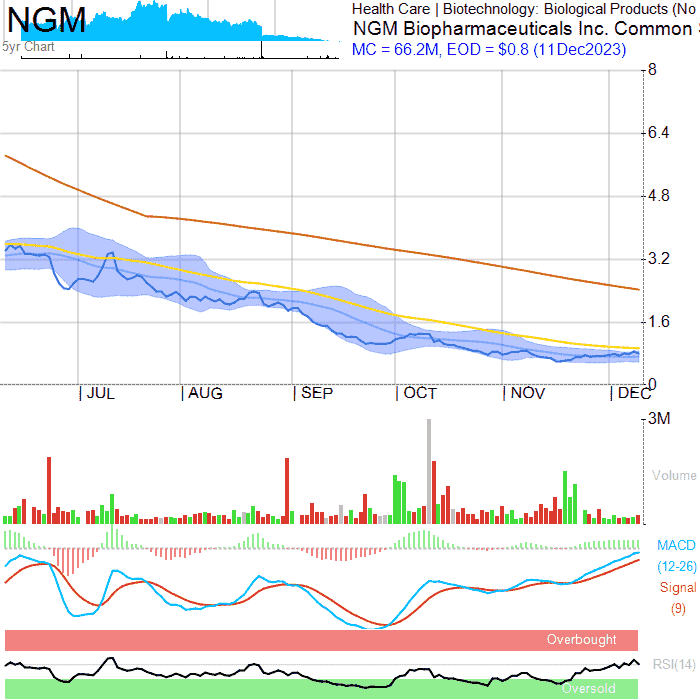 NGM
5yr Chart
Health Care | Biotechnology: Biological Products (No
NGM Biopharmaceuticals Inc. Common
MC = 66.2M, EOD = $0.8 (11Dec2023)
8
6.4
4.8
3.2
1.6
0
| JUL
| AUG
| SEP
| OCT
| NOV
| DEC
3M
Volume
MACD
(12-26)
Signal
(9)
Overbought
RSI(14)
Oversold